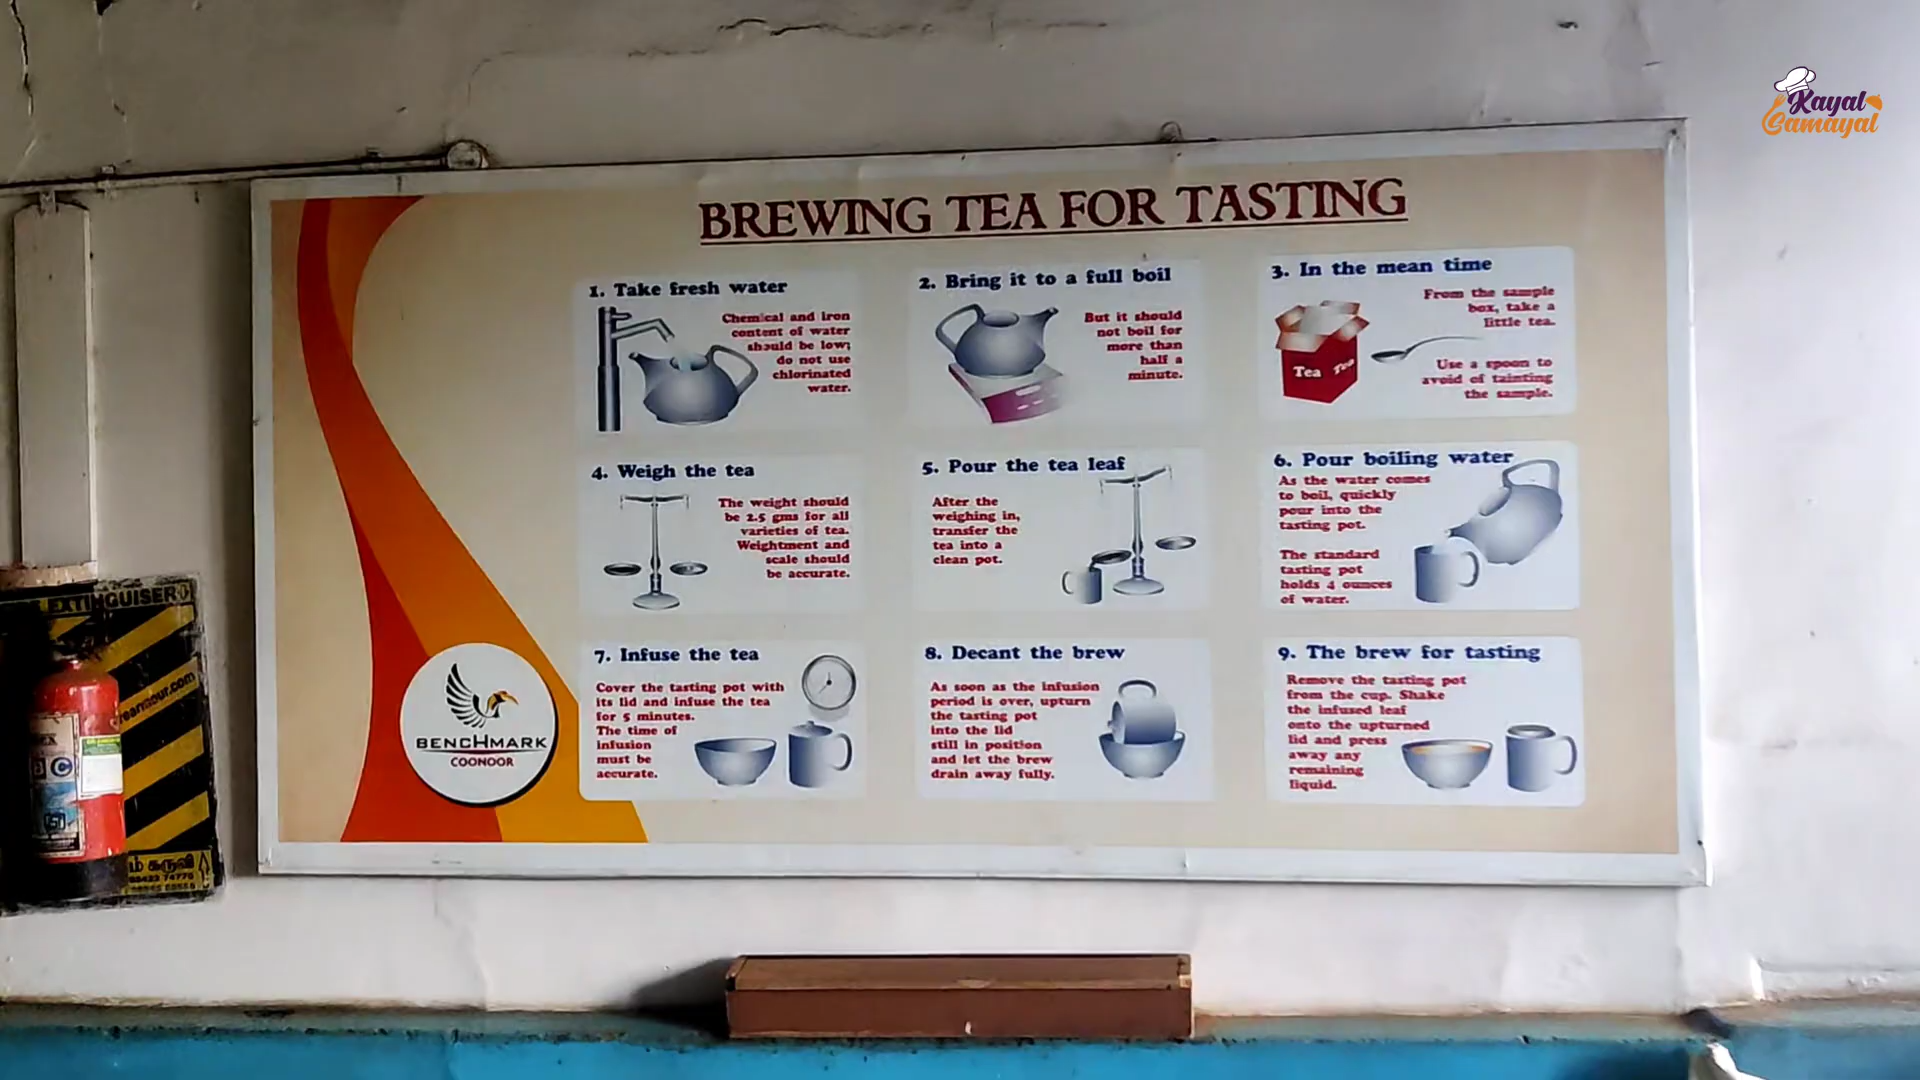 Kayal
Samayal
BREWING TEA FOR TASTING
1. Take fresh water
Chemical and iron
content of water
should be low;
do not use
chlorinated
water.
2. Bring it to a full boil
But it should
not boil for
more than
half a
minute.
3. In the mean time
From the sample
box, take a
little tea.
Use a spoon to
avoid of tainting
the sample.
Tea Tea
4. Weigh the tea
The weight should
be 2.5 gms for all
varieties of tea.
Weightment and
scale should
be accurate.
5. Pour the tea leaf
After the
weighing in,
transfer the
tea into a
clean pot.
6. Pour boiling water
As the water comes
to boil, quickly
pour into the
tasting pot.
The standard
tasting pot
holds 4 ounces
of water.
7. Infuse the tea
Cover the tasting pot with
its lid and infuse the tea
for 5 minutes.
The time of
infusion
must be
accurate.
8. Decant the brew
As soon as the infusion
period is over, upturn
the tasting pot
into the lid
still in position
and let the brew
drain away fully.
9. The brew for tasting
Remove the tasting pot
from the cup. Shake
the infused leaf
onto the upturned
lid and press
away any
remaining
liquid.
BENCHMARK
COONOOR
EXTINGUISER
கருவி